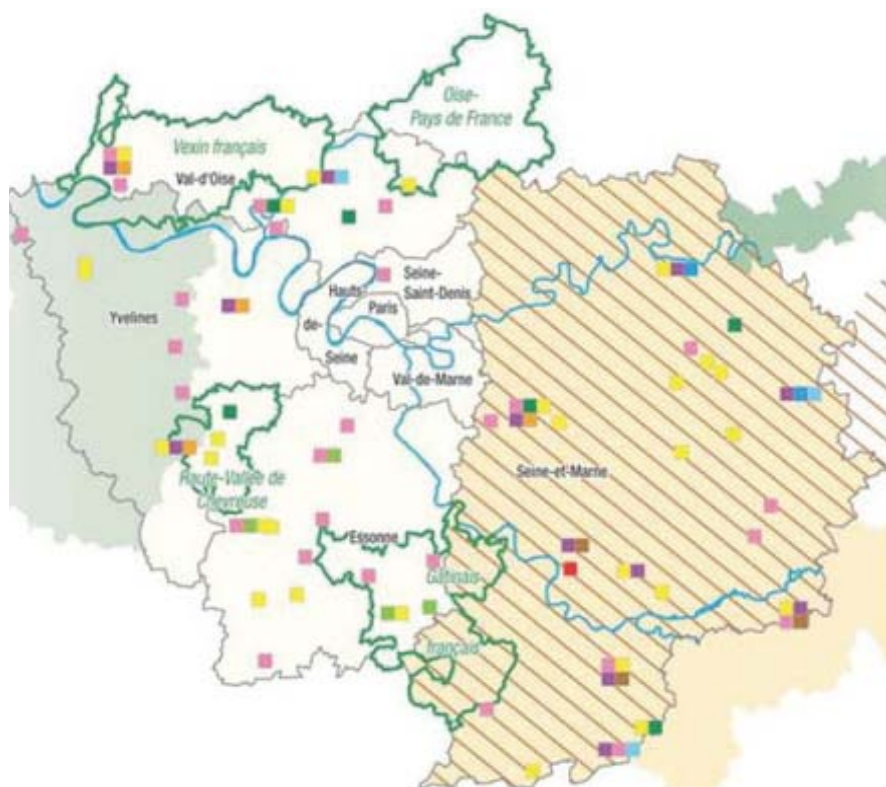 Oise-
Pays de France
Vexin français
Val-d'Oise
Seine-
Saint-Denis
Hauts-
Paris
de-
Seine
Val-de-Marne
Yvelines
Seine-et-Marne
Haute-Vallée de
Chevreuse
Essonne
Gâtinais
français